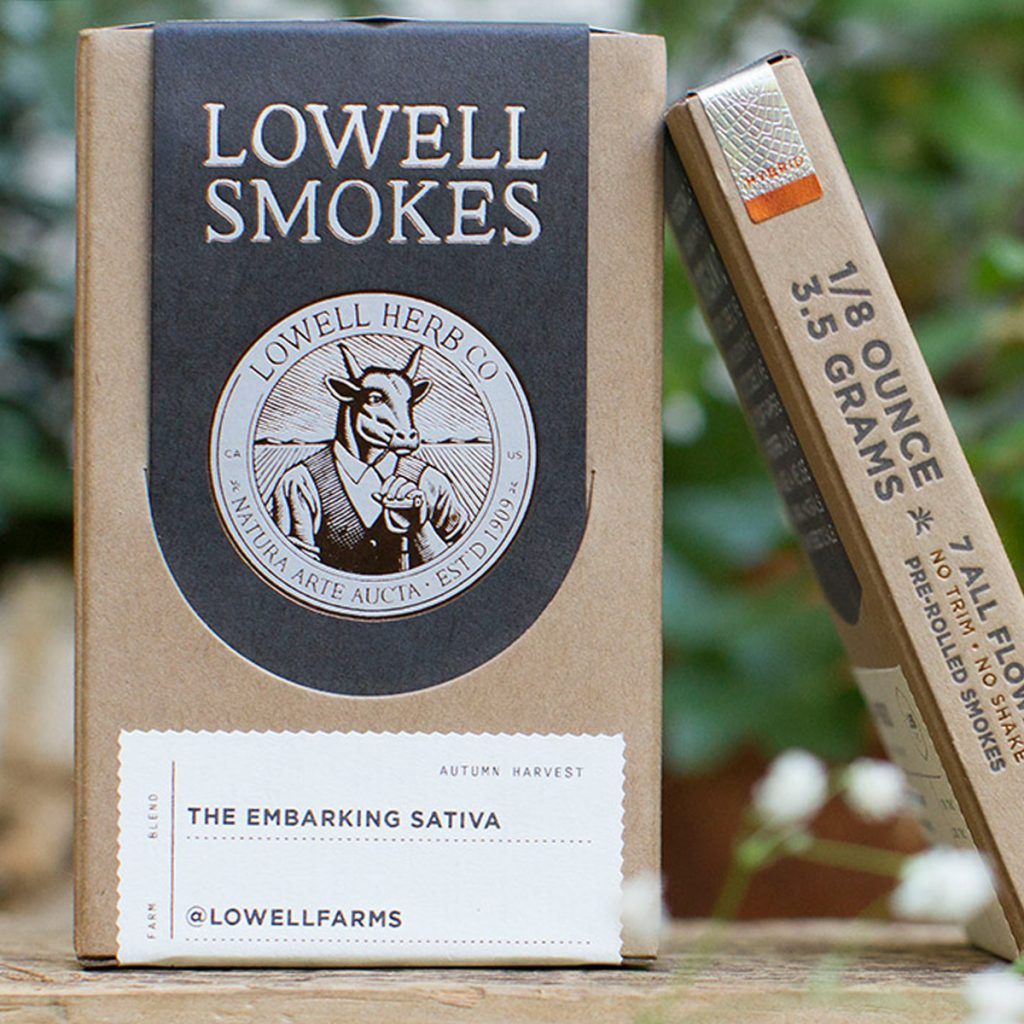 LOWELL
SMOKES
LOWELL HERB CO
CA
US
NATURA ARTE AUCTA · EST'D 1909
AUTUMN HARVEST
BLEND
THE EMBARKING SATIVA
FARM
@LOWELLFARMS
1/8 OUNCE
3.5 GRAMS
7 ALL FLOW
NO TRIM • NO SHAKE
PRE-ROLLED SMOKES